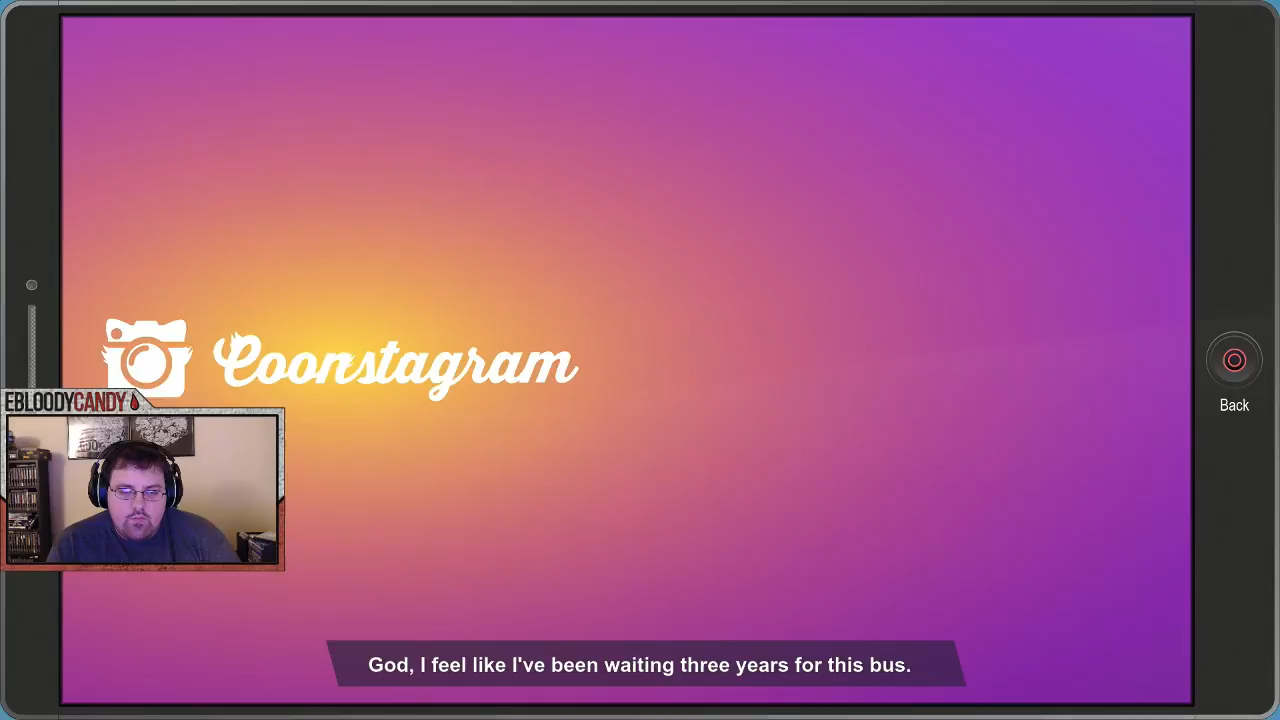 Coonstagram
EBLOODYCANDY
Back
God, I feel like I've been waiting three years for this bus.